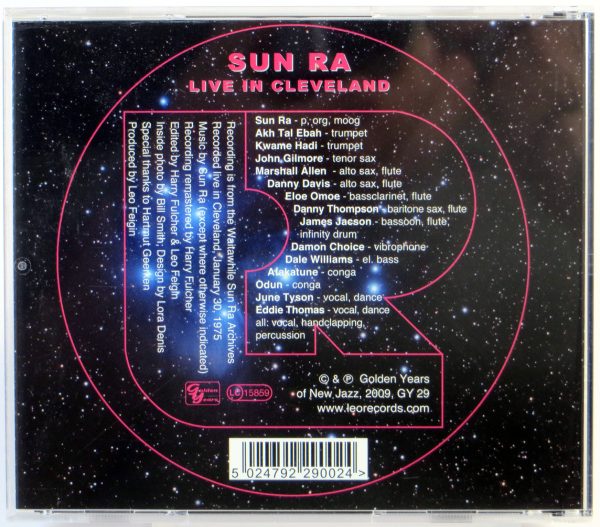 SUN RA
LIVE IN CLEVELAND
Sun Ra - p, org, moog
Akh Tal Ebah - trumpet
Kwame Hadi - trumpet
John Gilmore - tenor sax
Marshall Allen - alto sax, flute
Danny Davis - alto sax, flute
Eloe Omoe - bassclarinet, flute
Danny Thompson - baritone sax, flute
James Jacson - bassoon, flute,
infinity drum
Damon Choice - vibrophone
Dale Williams - el. bass
Atakatune - conga
Odun - conga
June Tyson - vocal, dance
Eddie Thomas - vocal, dance
all: vocal, handclapping,
percussion
Recording is from the Waitawhile Sun Ra Archives
Recorded live in Cleveland, January 30, 1975
Music by Sun Ra (except where otherwise indicated)
Recording remastered by Harry Fulcher
Edited by Harry Fulcher & Leo Feigin
Inside photo by Bill Smith; Design by Lora Denis
Special thanks to Hartmut Geerken
Produced by Leo Feigin
Golden
Years
LC 15859
© & ℗ Golden Years
of New Jazz, 2009, GY 29
www.leorecords.com
5 024792 290024 >